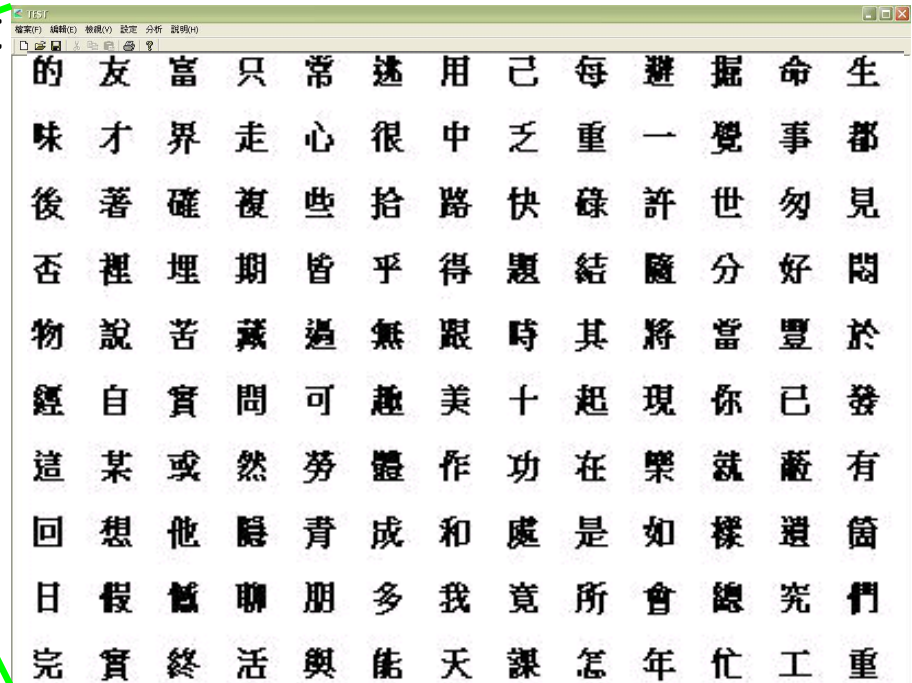 TEST
檔案(F) 編輯(E) 檢視(V) 設定 分析 說明(H)
的友富只常逃用己每避掘命生
味才界走心很中乏重一覺事都
後著確複些拾路快碌許世匆見
否裡埋期皆乎得題結隨分好悶
物說苦藏過無跟時其將當豐於
經自實問可趣美十起現你已發
這某或然勞體作功在樂就蔽有
回想他隱背成和處是如樣遺箇
日假憾聊朋多我竟所會總究們
完實終活與能天課怎年忙工重